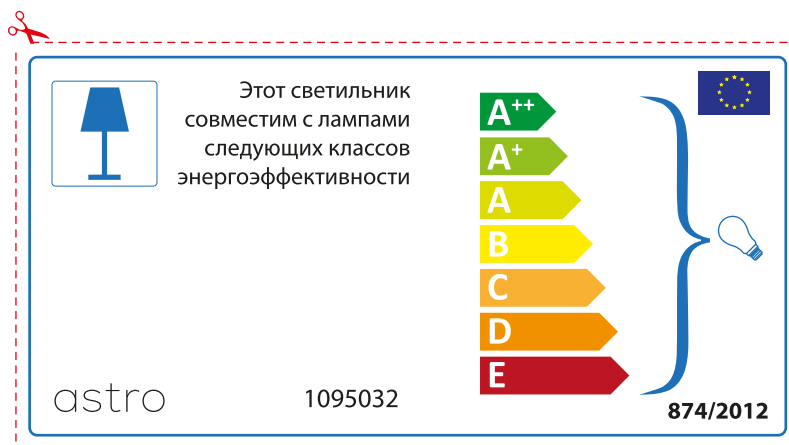 Этот светильник
совместим с лампами
следующих классов
энергоэффективности
A++
A+
A
B
C
D
E
astro
1095032
874/2012